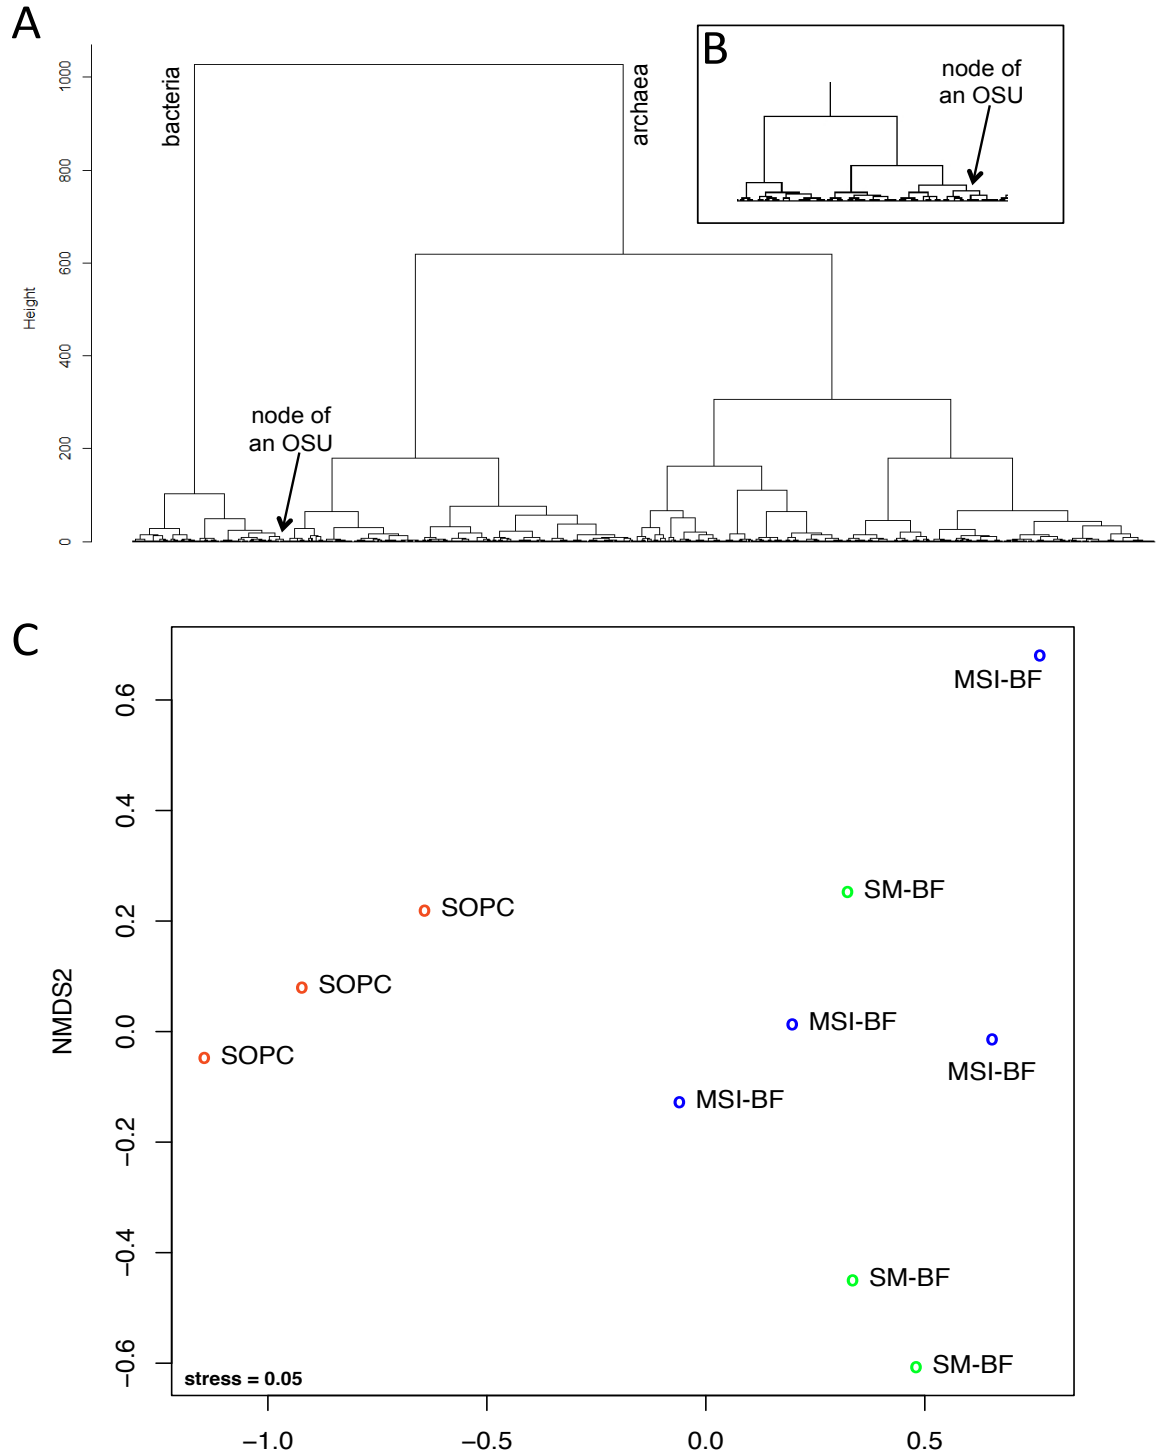 A
B
node of
an OSU
bacteria
archaea
Height
1000
800
600
400
200
0
node of
an OSU
C
MSI-BF
SM-BF
SOPC
SOPC
MSI-BF
SOPC
MSI-BF
MSI-BF
SM-BF
SM-BF
NMDS2
0.6
0.4
0.2
0.0
−0.2
−0.4
−0.6
stress = 0.05
−1.0
−0.5
0.0
0.5